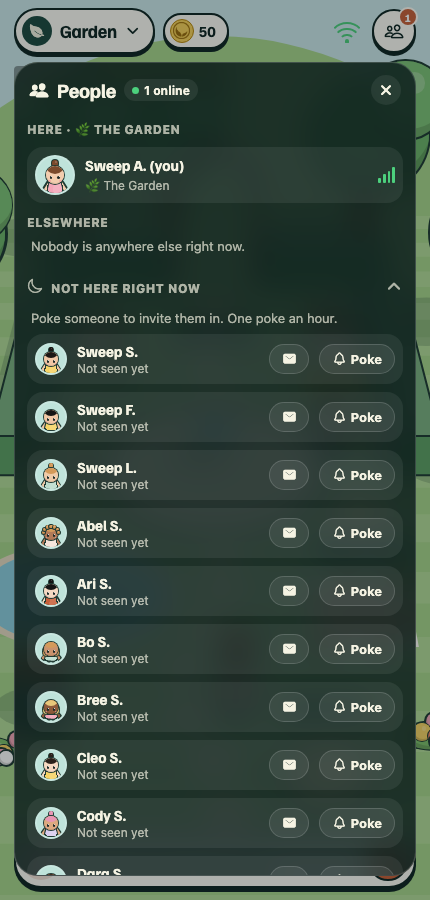 Garden
50
1
People
1 online
HERE · THE GARDEN
Sweep A. (you)
The Garden
ELSEWHERE
Nobody is anywhere else right now.
NOT HERE RIGHT NOW
Poke someone to invite them in. One poke an hour.
Sweep S.
Not seen yet
Poke
Sweep F.
Not seen yet
Poke
Sweep L.
Not seen yet
Poke
Abel S.
Not seen yet
Poke
Ari S.
Not seen yet
Poke
Bo S.
Not seen yet
Poke
Bree S.
Not seen yet
Poke
Cleo S.
Not seen yet
Poke
Cody S.
Not seen yet
Poke